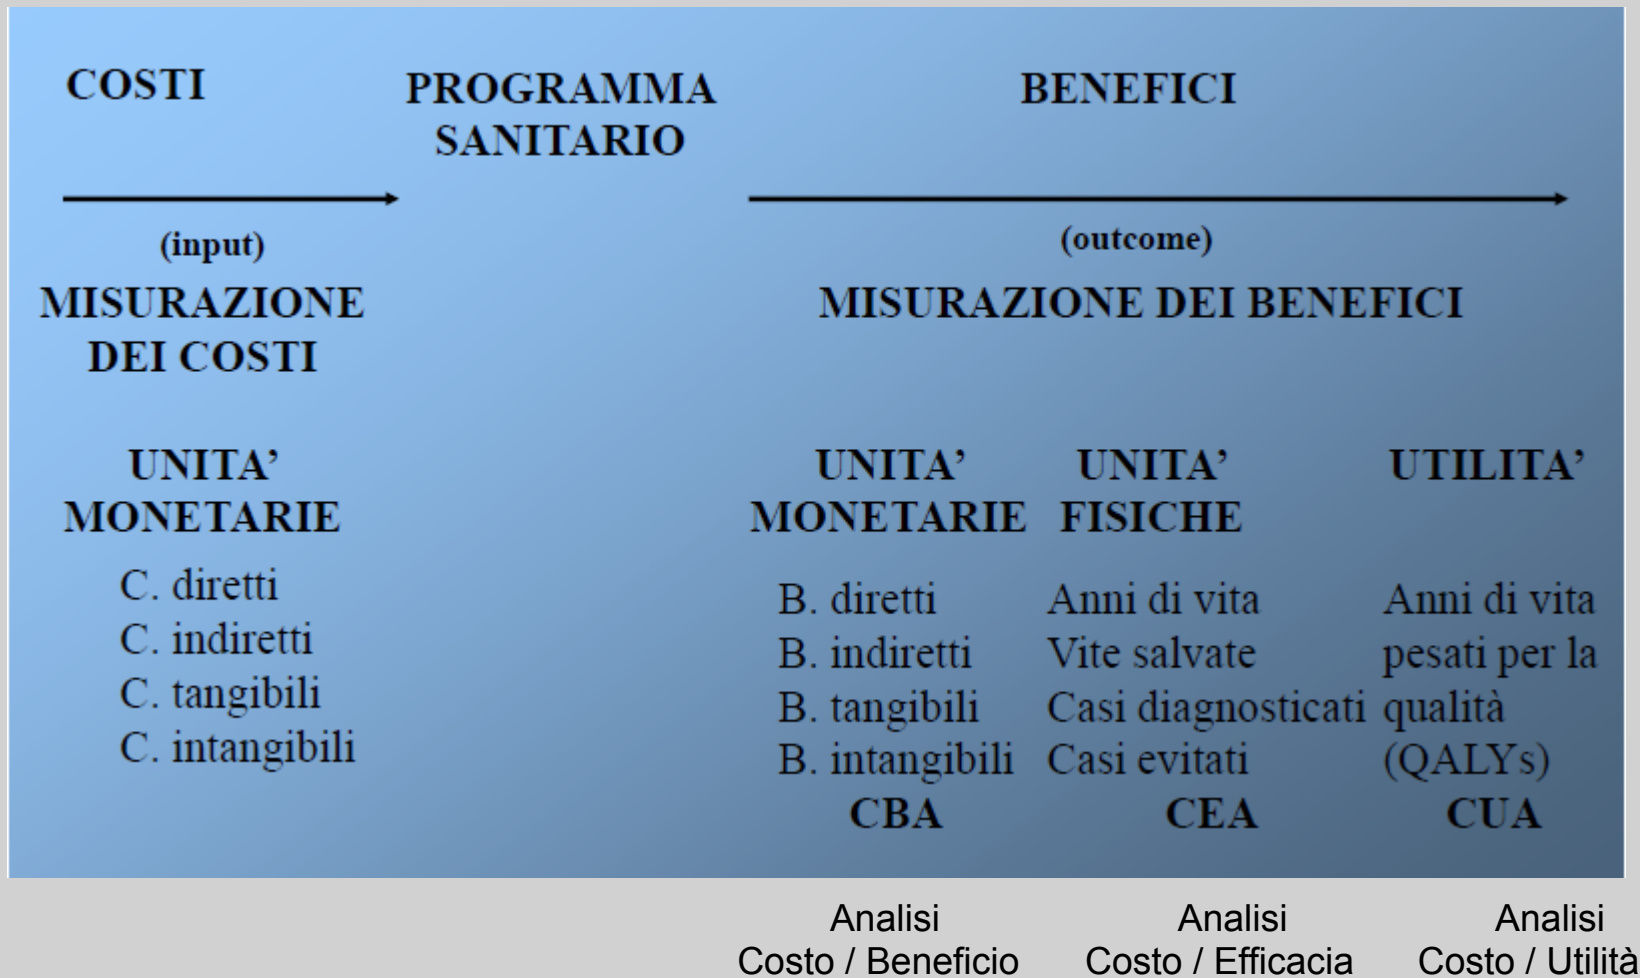 COSTI
PROGRAMMA
SANITARIO
BENEFICI
(input)
(outcome)
MISURAZIONE
DEI COSTI
MISURAZIONE DEI BENEFICI
UNITA’
MONETARIE
C. diretti
C. indiretti
C. tangibili
C. intangibili
UNITA’
MONETARIE
B. diretti
B. indiretti
B. tangibili
B. intangibili
CBA
UNITA’
FISICHE
Anni di vita
Vite salvate
Casi diagnosticati
Casi evitati
CEA
UTILITA’
Anni di vita
pesati per la
qualità
(QALYs)
CUA
Analisi
Costo / Beneficio
Analisi
Costo / Efficacia
Analisi
Costo / Utilità